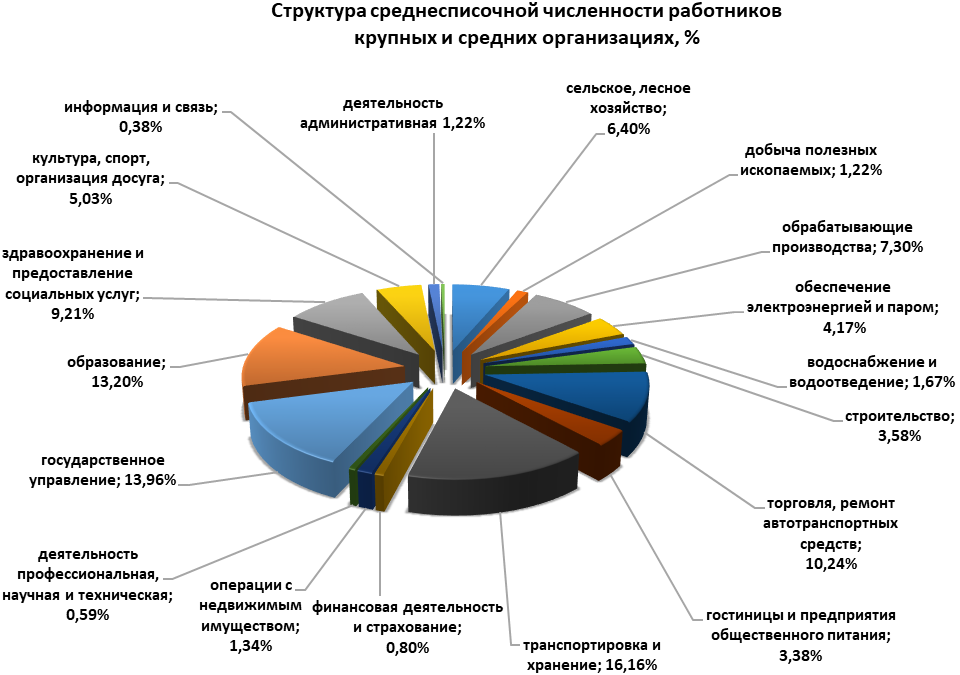 Структура среднесписочной численности работников
крупных и средних организациях, %
информация и связь;
0,38%
деятельность
административная 1,22%
сельское, лесное
хозяйство;
6,40%
добыча полезных
ископаемых; 1,22%
культура, спорт,
организация досуга;
5,03%
обрабатывающие
производства; 7,30%
здравоохранение и
предоставление
социальных услуг;
9,21%
обеспечение
электроэнергией и паром;
4,17%
образование;
13,20%
водоснабжение и
водоотведение; 1,67%
строительство;
3,58%
государственное
управление; 13,96%
торговля, ремонт
автотранспортных
средств;
10,24%
деятельность
профессиональная,
научная и техническая;
0,59%
операции с
недвижимым
имуществом;
1,34%
финансовая деятельность
и страхование;
0,80%
транспортировка и
хранение; 16,16%
гостиницы и предприятия
общественного питания;
3,38%